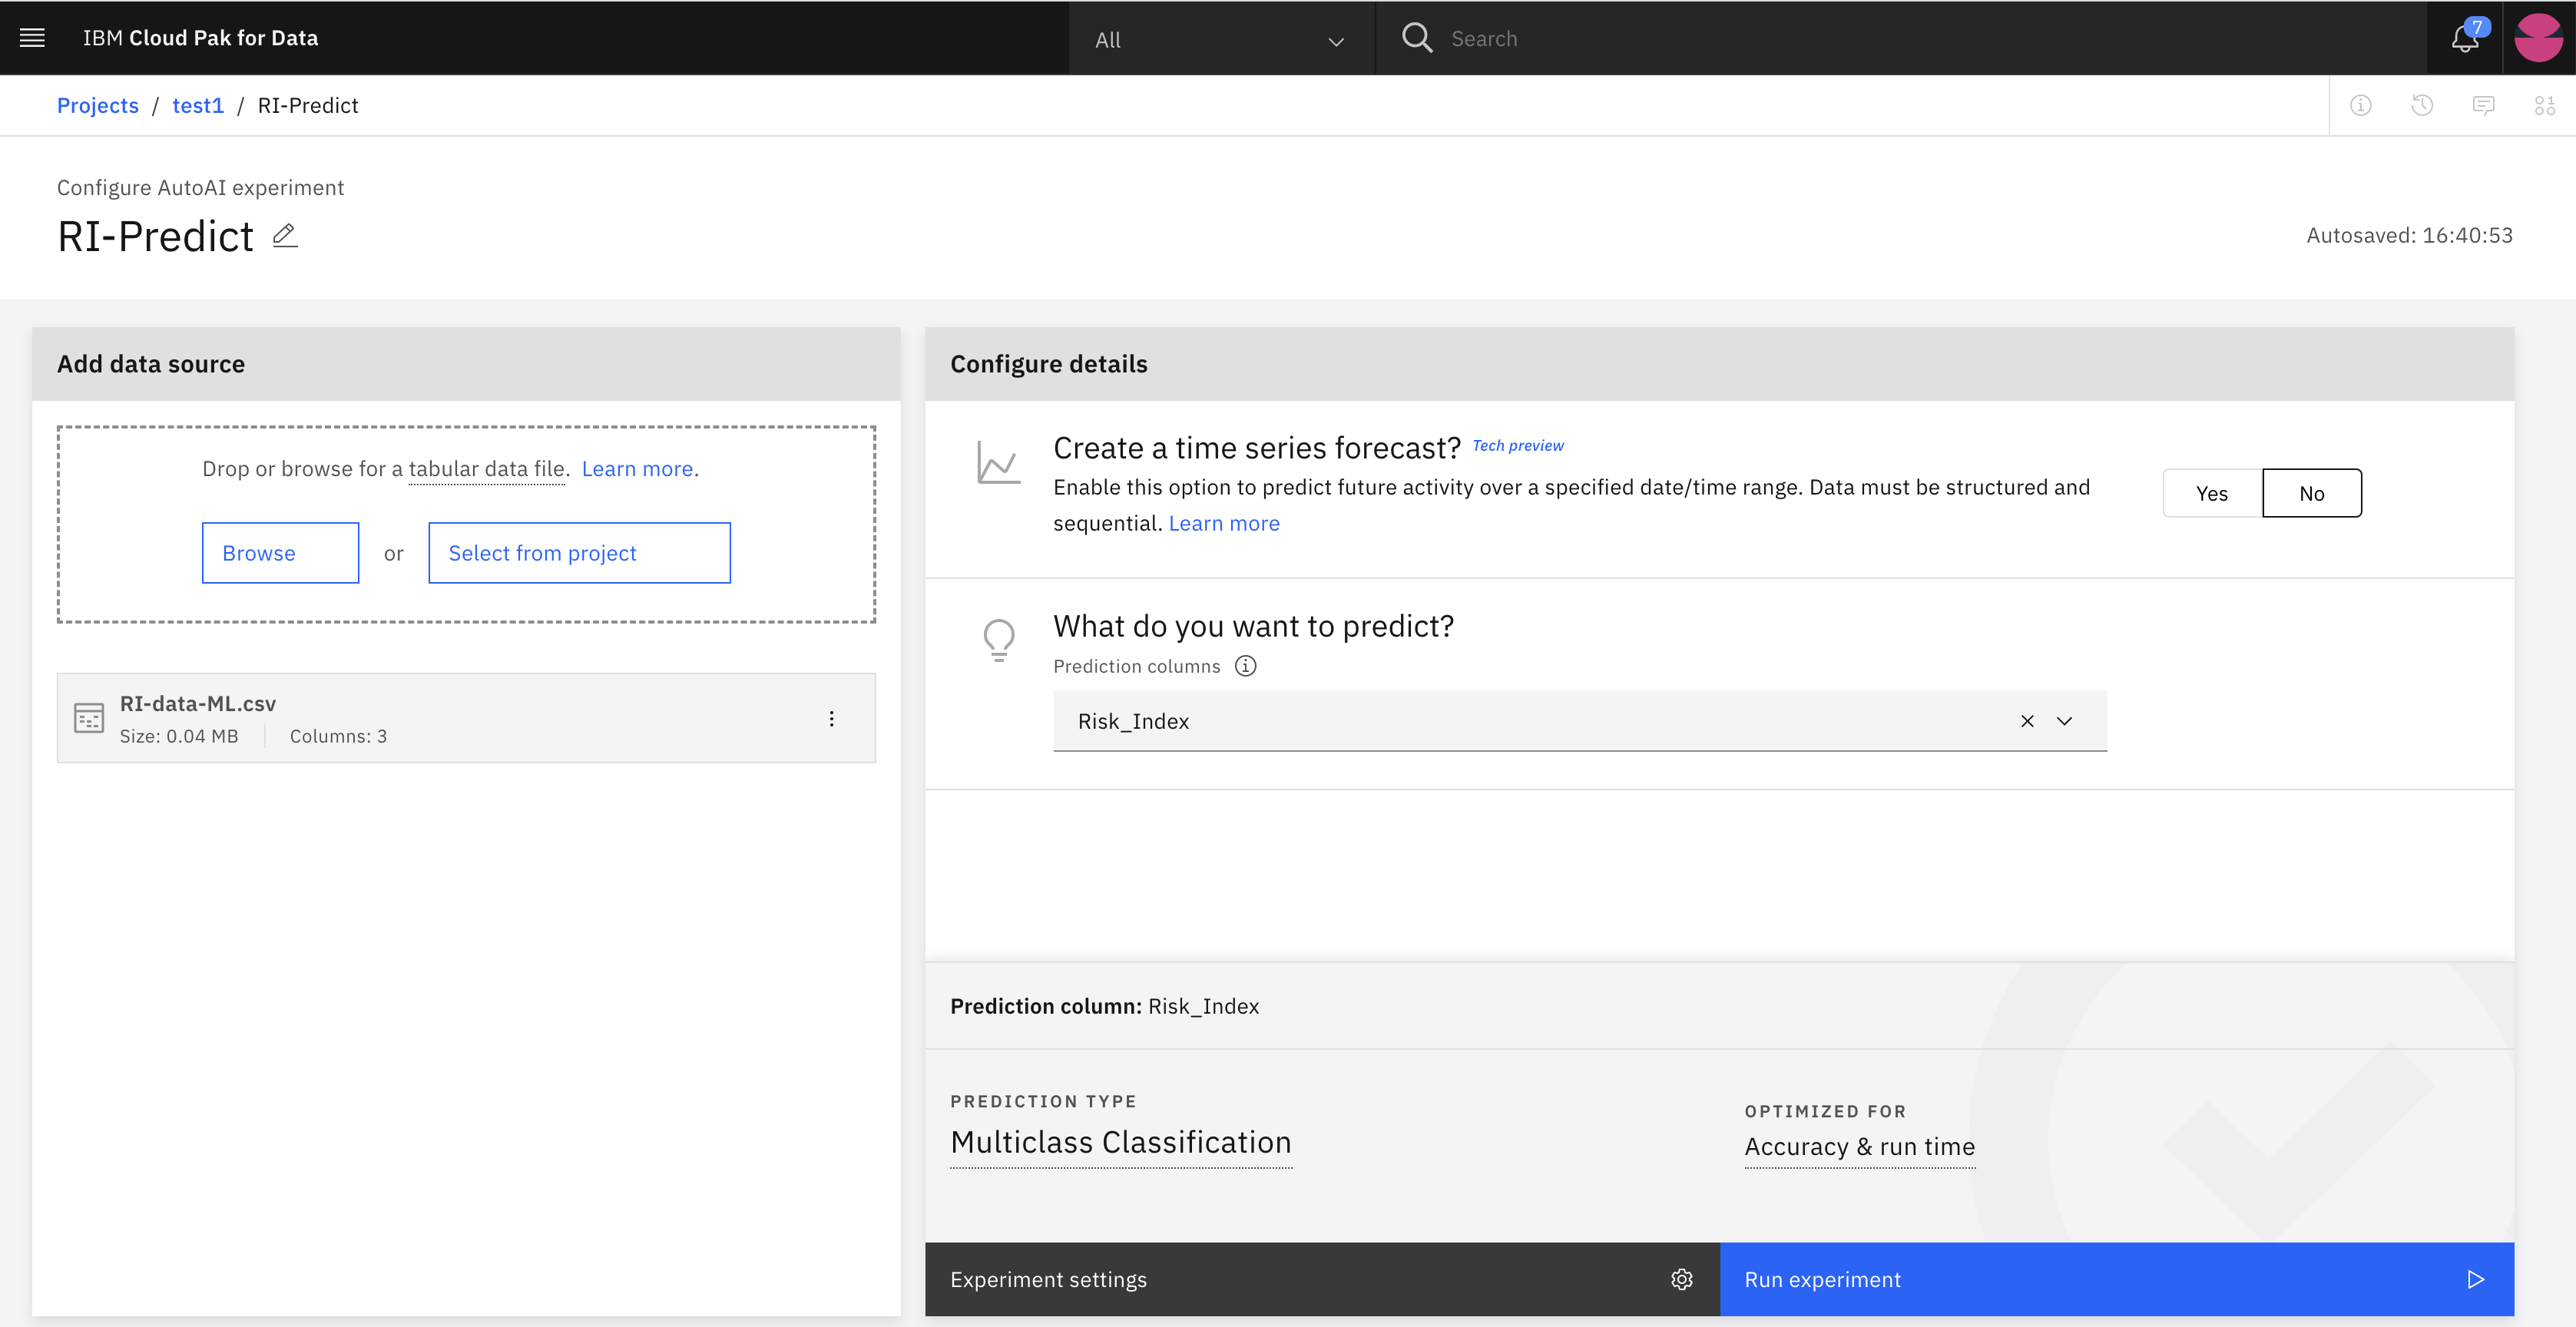 IBM Cloud Pak for Data
All
Search
7
Projects / test1 / RI-Predict
Configure AutoAI experiment
RI-Predict
Autosaved: 16:40:53
Add data source
Drop or browse for a tabular data file. Learn more.
Browse or Select from project
RI-data-ML.csv
Size: 0.04 MB Columns: 3
Configure details
Create a time series forecast? Tech preview
Enable this option to predict future activity over a specified date/time range. Data must be structured and
sequential. Learn more
Yes No
What do you want to predict?
Prediction columns
Risk_Index
Prediction column: Risk_Index
PREDICTION TYPE
Multiclass Classification
OPTIMIZED FOR
Accuracy & run time
Experiment settings
Run experiment